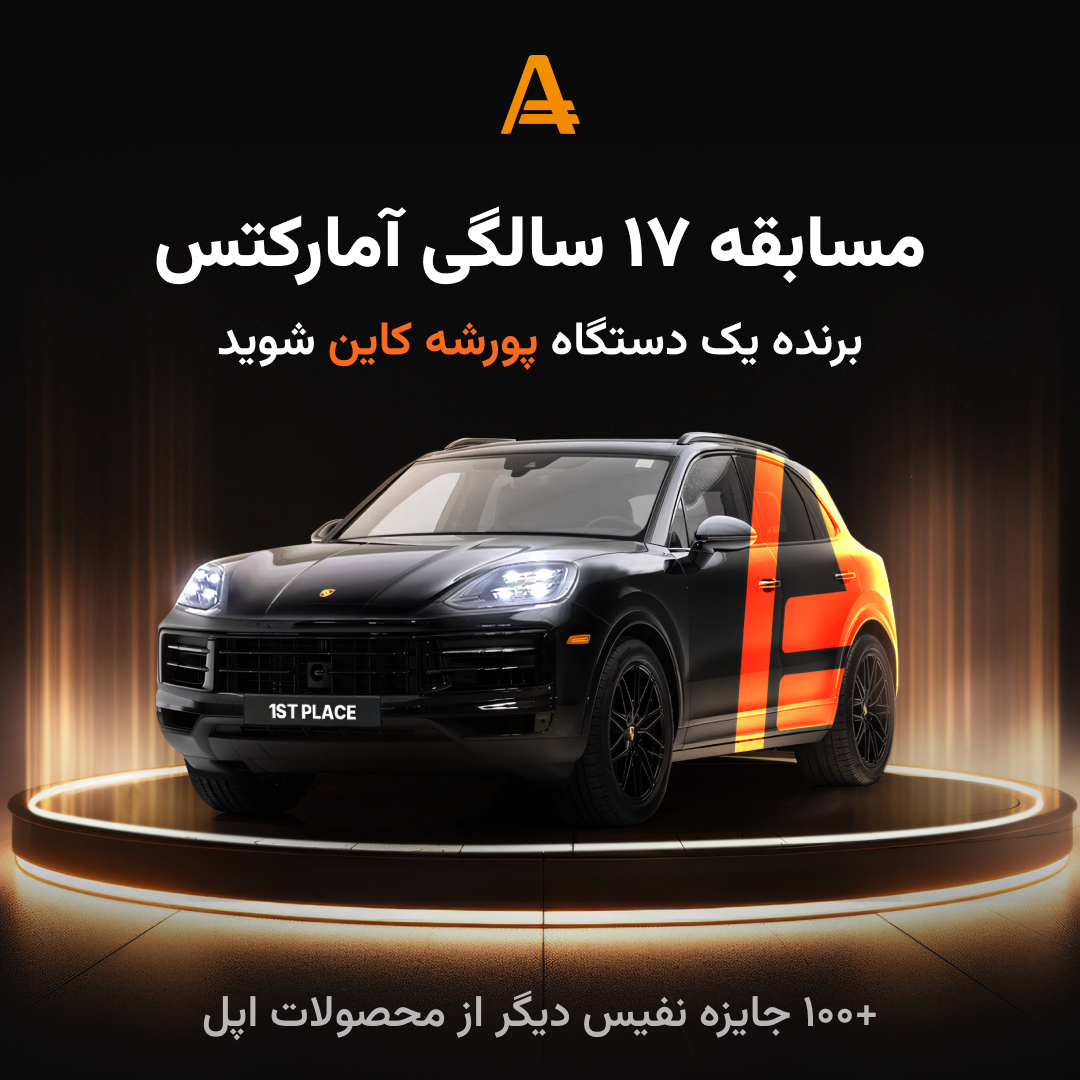 مسابقه ۱۷ سالگی آمارکتس
برنده یک دستگاه پورشه کاین شوید
1ST PLACE
+۱۰۰ جایزه نفیس دیگر از محصولات اپل